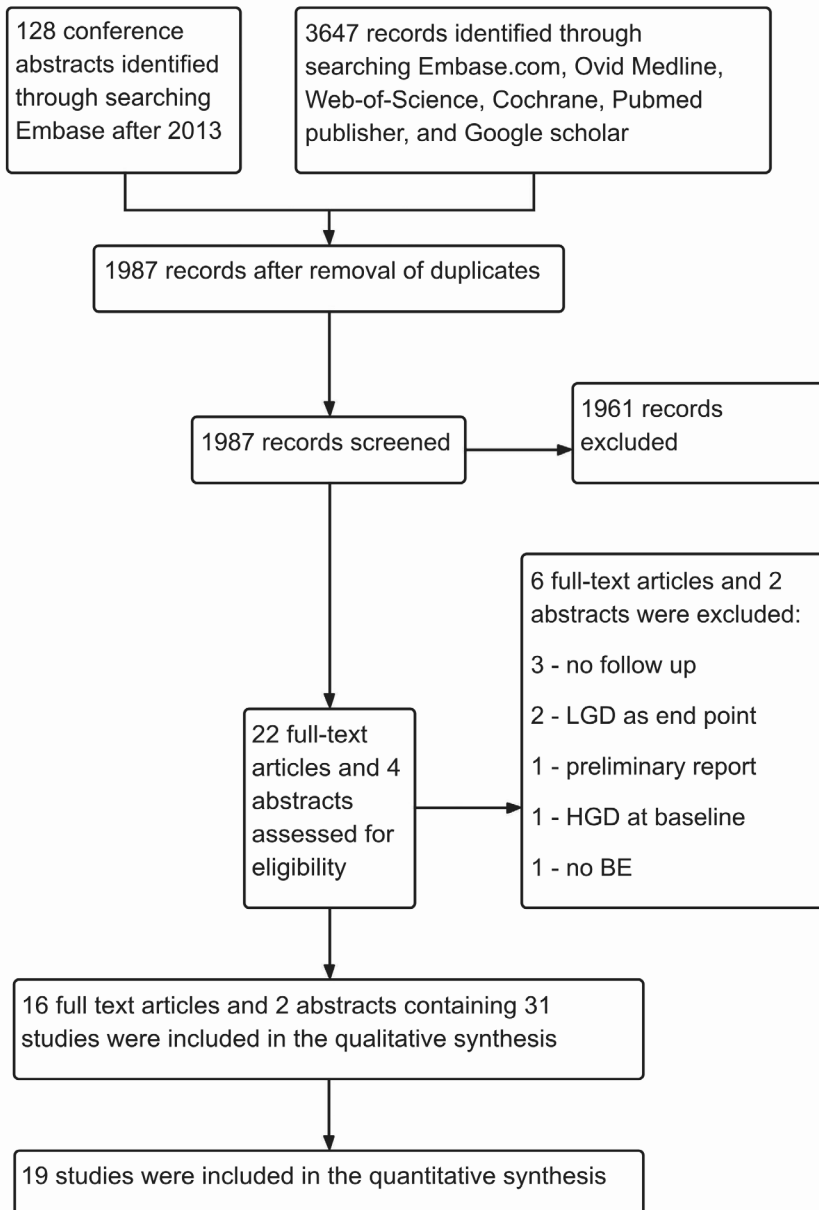 128 conference
abstracts identified
through searching
Embase after 2013
3647 records identified through
searching Embase.com, Ovid Medline,
Web-of-Science, Cochrane, Pubmed
publisher, and Google scholar
1987 records after removal of duplicates
1987 records screened
1961 records
excluded
22 full-text
articles and 4
abstracts
assessed for
eligibility
6 full-text articles and 2
abstracts were excluded:
3 - no follow up
2 - LGD as end point
1 - preliminary report
1 - HGD at baseline
1 - no BE
16 full text articles and 2 abstracts containing 31
studies were included in the qualitative synthesis
19 studies were included in the quantitative synthesis